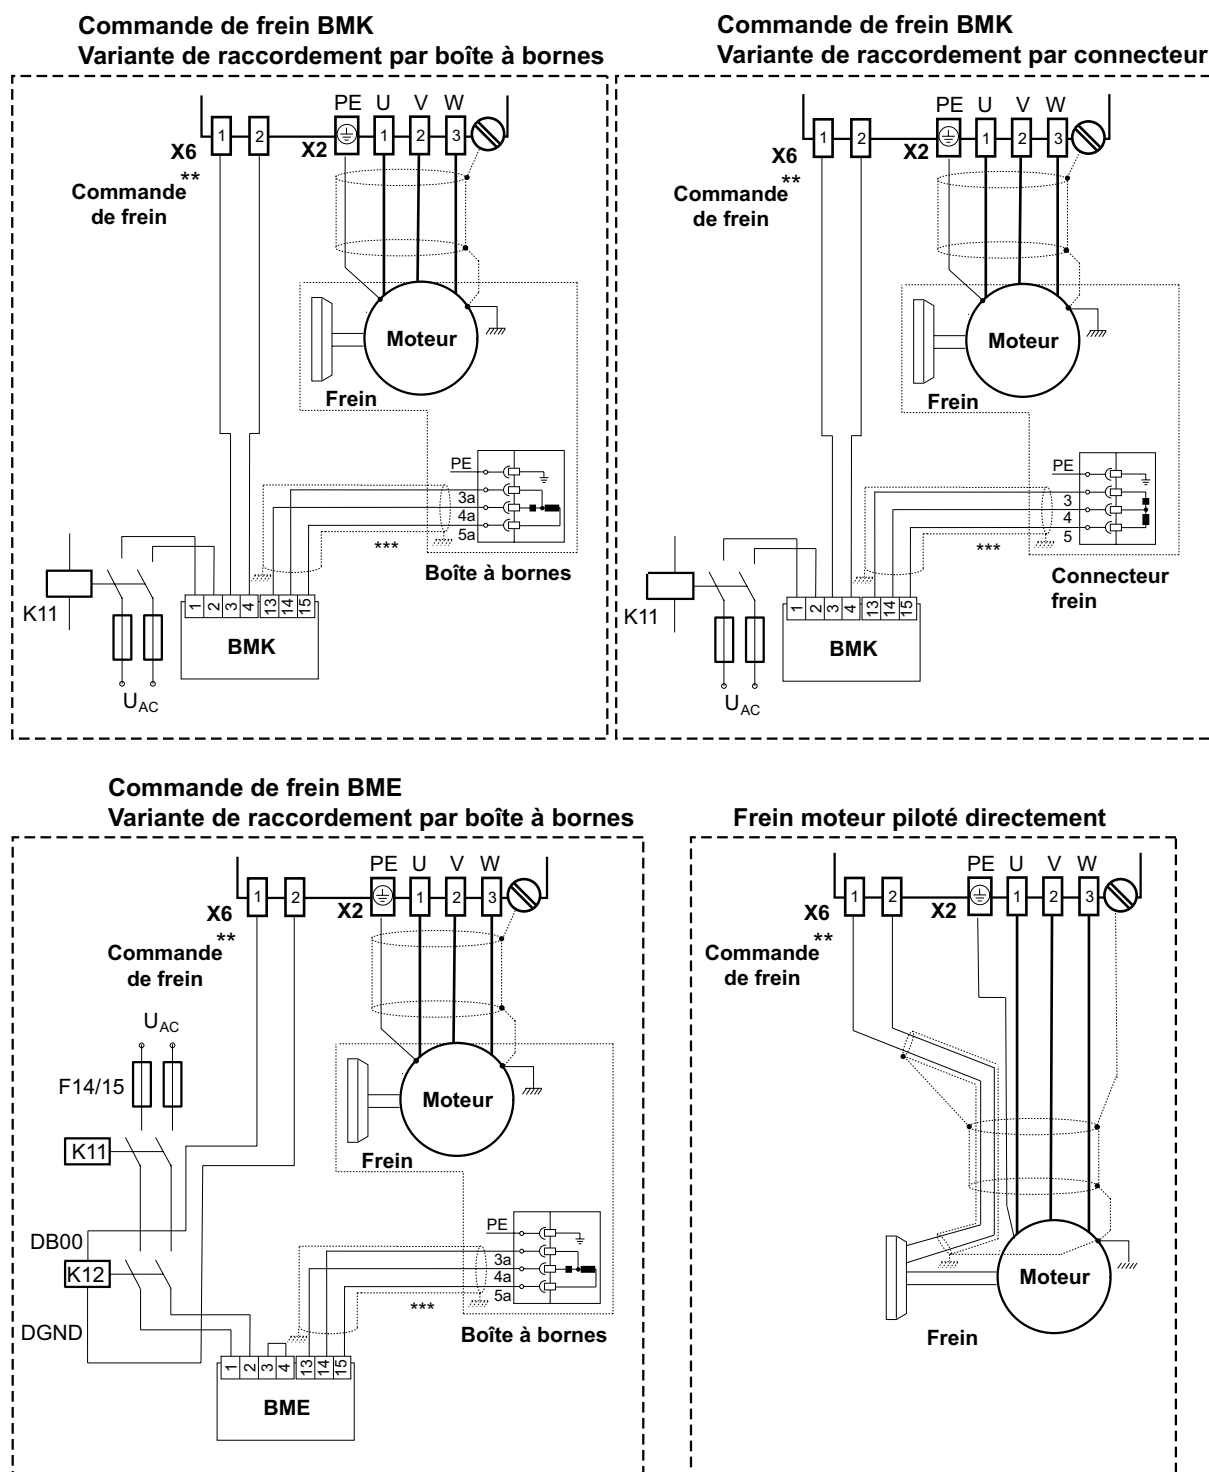 Commande de frein BMK
Variante de raccordement par boîte à bornes
PE U V W
1 2 1 2 3
X6 X2
**
Commande
de frein
Moteur
Frein
PE
3a
4a
5a
***
Boîte à bornes
K11
1 2 3 4 13 14 15
BMK
UAC
Commande de frein BMK
Variante de raccordement par connecteur
PE U V W
1 2 1 2 3
X6 X2
**
Commande
de frein
Moteur
Frein
PE
3
4
5
***
Connecteur
frein
K11
1 2 3 4 13 14 15
BMK
UAC
Commande de frein BME
Variante de raccordement par boîte à bornes
PE U V W
1 2 1 2 3
X6 X2
**
Commande
de frein
UAC
F14/15
Moteur
K11
Frein
PE
DB00
3a
K12
4a
5a
***
DGND
Boîte à bornes
1 2 3 4 13 14 15
BME
Frein moteur piloté directement
PE U V W
1 2 1 2 3
X6 X2
**
Commande
de frein
Moteur
Frein